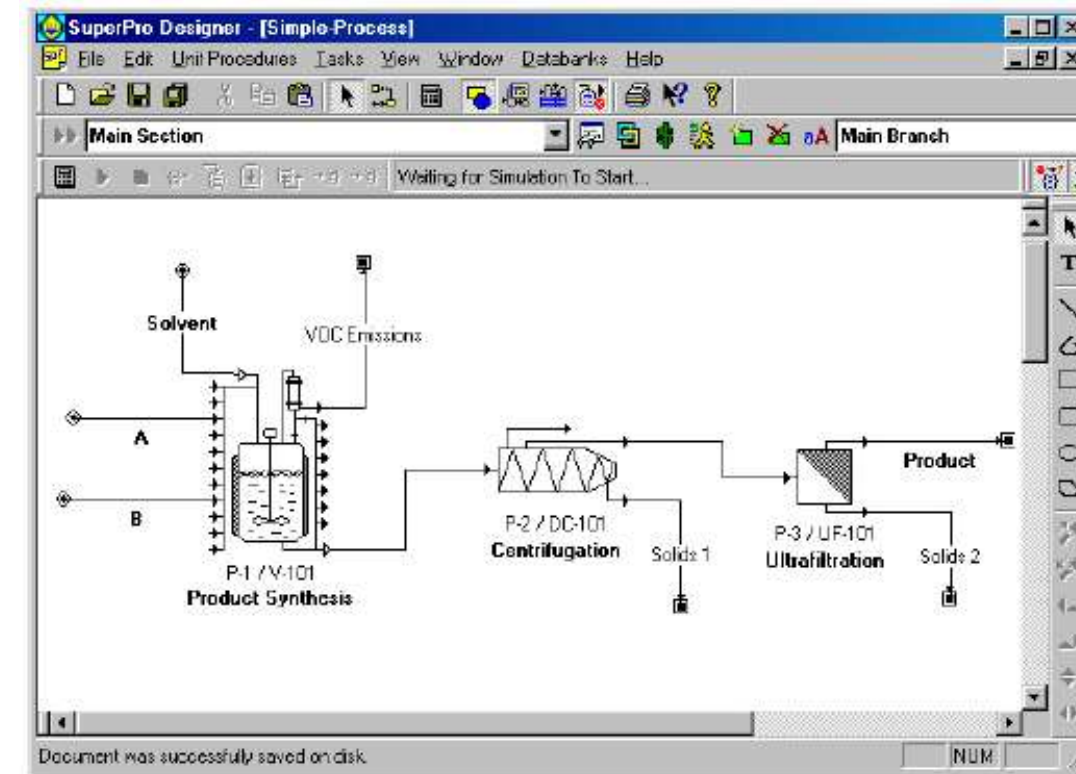 SuperPro Designer - [Simple-Process]
File Edit Unit Procedures Tasks View Window Databanks Help
Main Section Main Branch
Waiting for Simulation To Start...
Solvent
VOC Emissions
A
B
P-1 / V-101
Product Synthesis
P-2 / DC-101
Centrifugation
Solids 1
P-3 / UF-101
Ultrafiltration
Product
Solids 2
T
Document was successfully saved on disk.
NUM